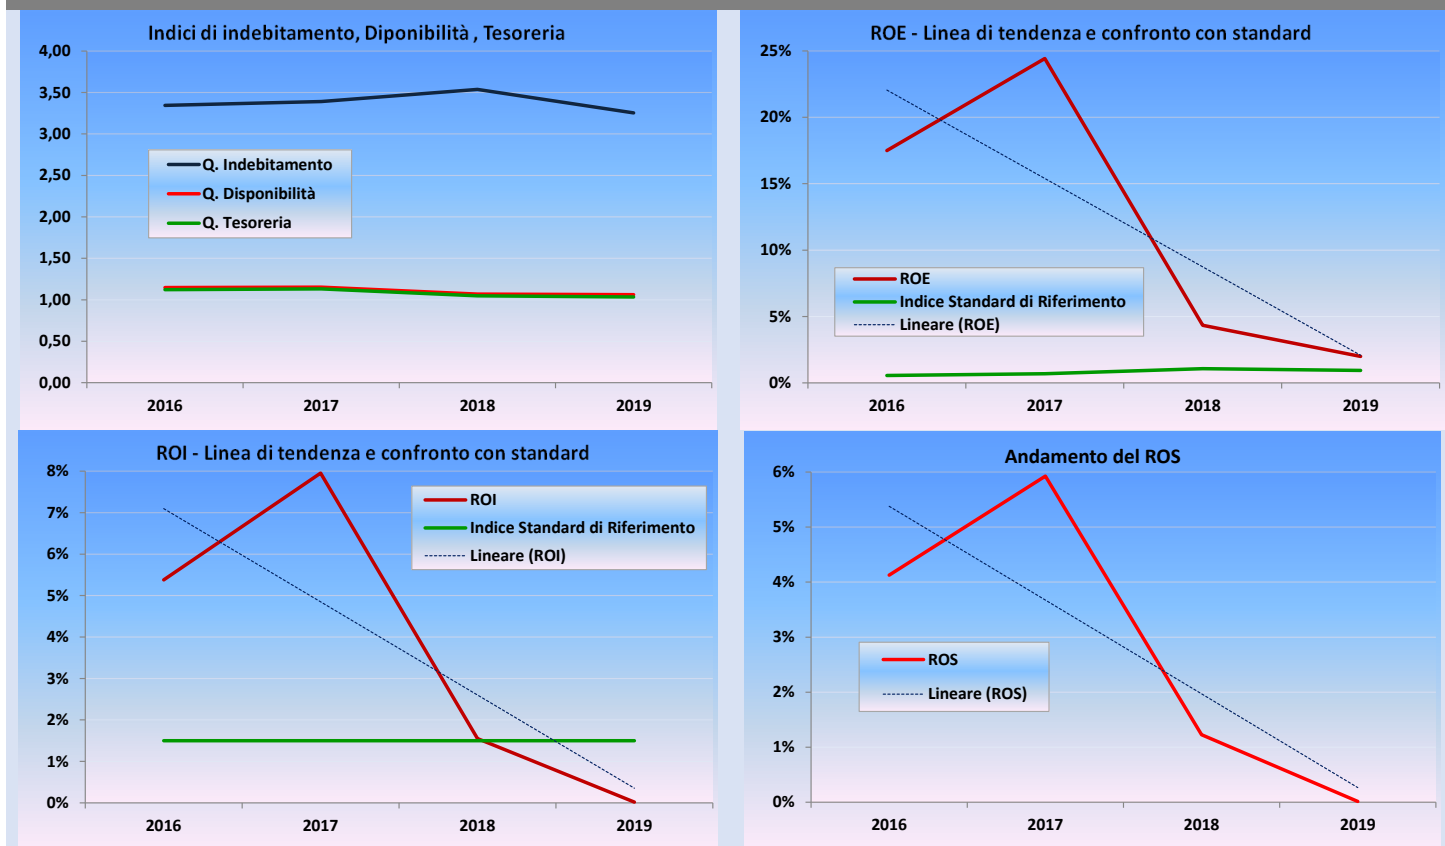 Indici di indebitamento, Diponibilità , Tesoreria
4,00
3,50
3,00
2,50
2,00
1,50
1,00
0,50
0,00
Q. Indebitamento
Q. Disponibilità
Q. Tesoreria
2016 2017 2018 2019
ROE - Linea di tendenza e confronto con standard
25%
20%
15%
10%
5%
0%
ROE
Indice Standard di Riferimento
Lineare (ROE)
2016 2017 2018 2019
ROI - Linea di tendenza e confronto con standard
8%
7%
6%
5%
4%
3%
2%
1%
0%
ROI
Indice Standard di Riferimento
Lineare (ROI)
2016 2017 2018 2019
Andamento del ROS
6%
5%
4%
3%
2%
1%
0%
ROS
Lineare (ROS)
2016 2017 2018 2019